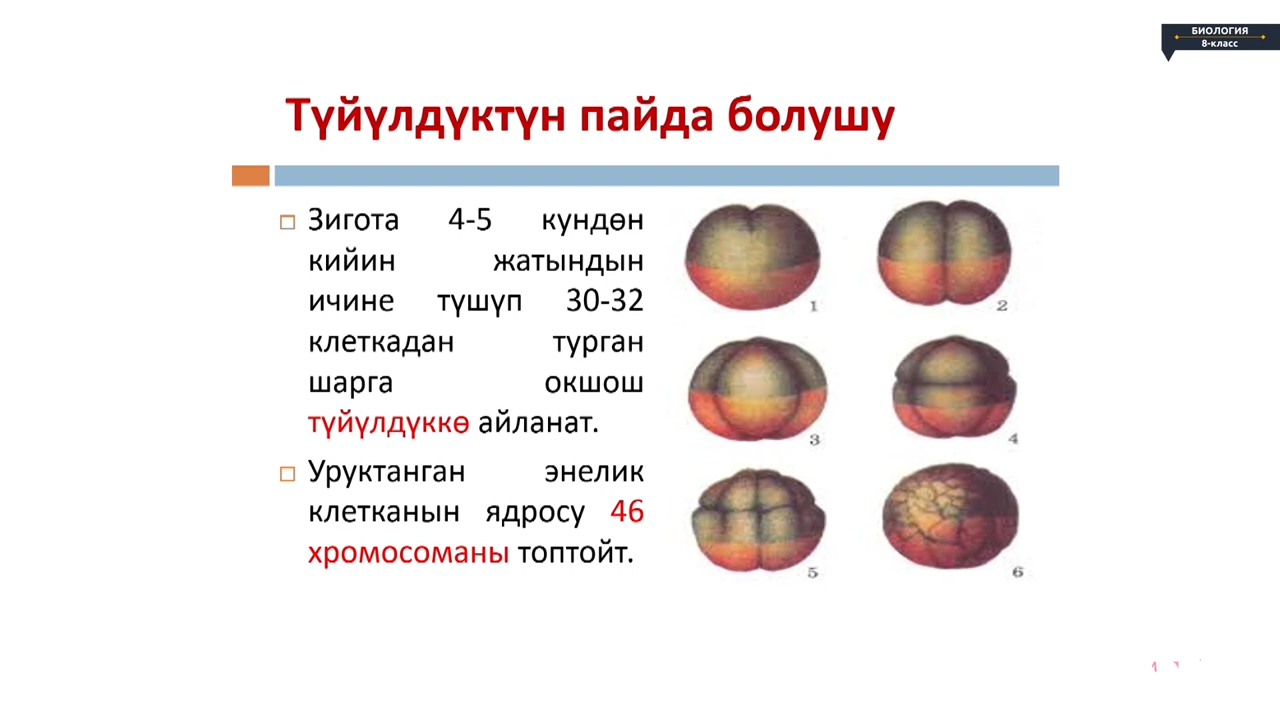 БИОЛОГИЯ
8-класс
Түйүлдүктүн пайда болушу
Зигота 4-5 күндөн
кийин жатындын
ичине түшүп 30-32
клеткадан турган
шарга окшош
түйүлдүккө айланат.
Уруктанган энелик
клетканын ядросу 46
хромосоманы топтойт.
1
2
3
4
5
6